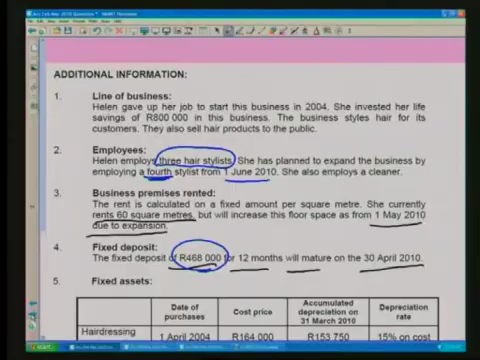 ADDITIONAL INFORMATION:
1. Line of business:
Helen gave up her job to start this business in 2004. She invested her life
savings of R800 000 in this business. The business styles hair for its
customers. They also sell hair products to the public.
2. Employees:
Helen employs three hair stylists. She has planned to expand the business by
employing a fourth stylist from 1 June 2010. She also employs a cleaner.
3. Business premises rented:
The rent is calculated on a fixed amount per square metre. She currently
rents 60 square metres, but will increase this floor space as from 1 May 2010
due to expansion.
4. Fixed deposit:
The fixed deposit of R468 000 for 12 months will mature on the 30 April 2010.
5. Fixed assets:
Date of purchases Cost price Accumulated depreciation on 31 March 2010 Depreciation rate
Hairdressing 1 April 2004 R164 000 R153 750 15% on cost